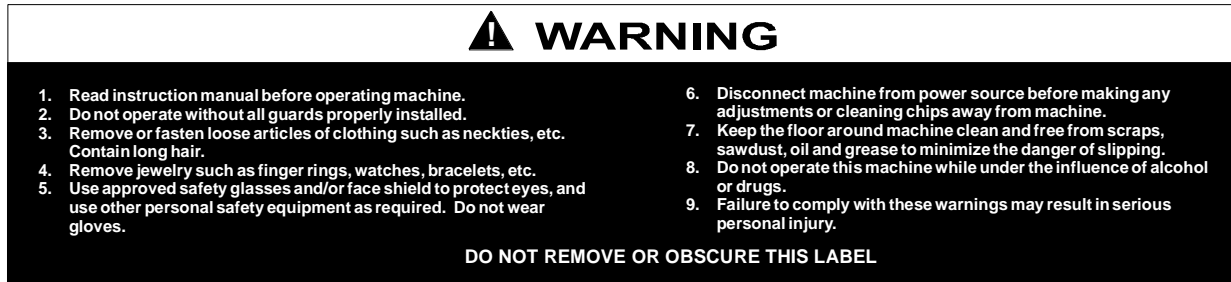 WARNING
1. Read instruction manual before operating machine.
2. Do not operate without all guards properly installed.
3. Remove or fasten loose articles of clothing such as neckties, etc.
Contain long hair.
4. Remove jewelry such as finger rings, watches, bracelets, etc.
5. Use approved safety glasses and/or face shield to protect eyes, and
use other personal safety equipment as required. Do not wear
gloves.
6. Disconnect machine from power source before making any
adjustments or cleaning chips away from machine.
7. Keep the floor around machine clean and free from scraps,
sawdust, oil and grease to minimize the danger of slipping.
8. Do not operate this machine while under the influence of alcohol
or drugs.
9. Failure to comply with these warnings may result in serious
personal injury.
DO NOT REMOVE OR OBSCURE THIS LABEL